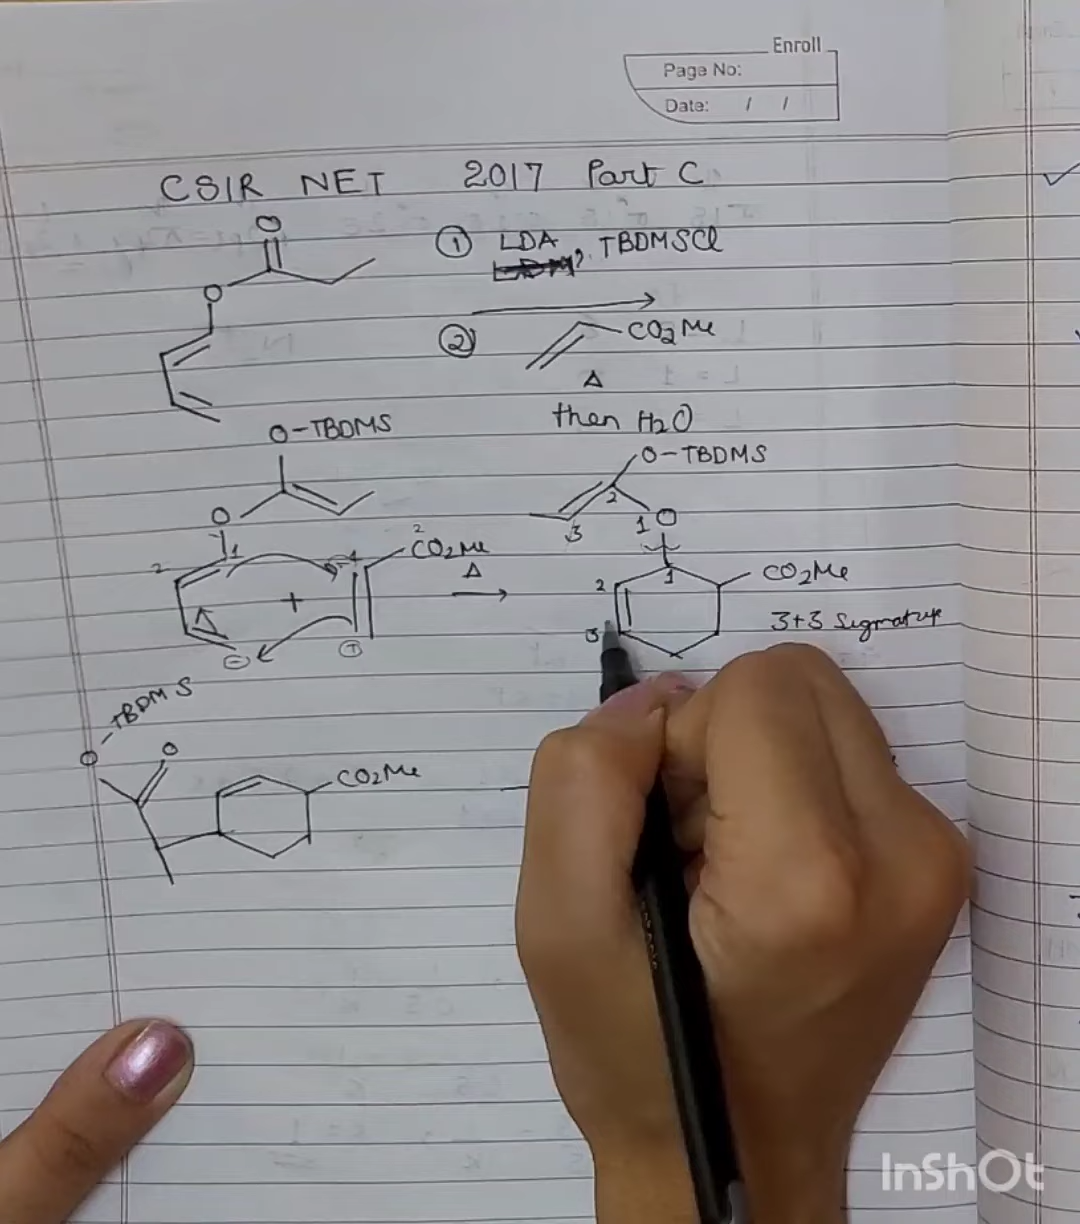 Enroll
Page No:
Date: / /
CSIR NET 2017 Part C
O
① LDA, TBDMSCl
O
② CO2Me
Δ
then H2O
O-TBDMS
O-TBDMS
O
2
1 O
3
1
2
2
CO2Me
Δ
+
⊖
⊕
1
2
3
CO2Me
3+3
O-TBDMS
O
CO2Me
InShOt